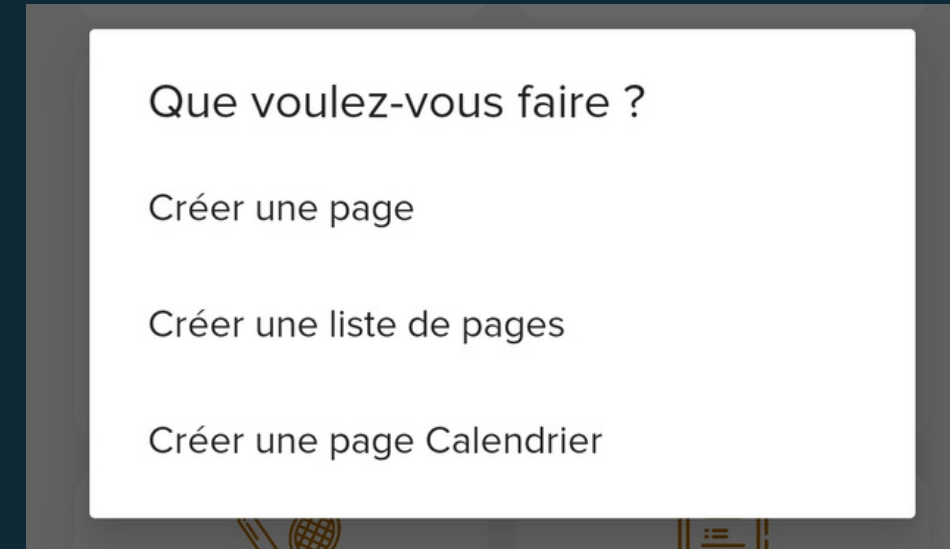 Que voulez-vous faire ?
Créer une page
Créer une liste de pages
Créer une page Calendrier